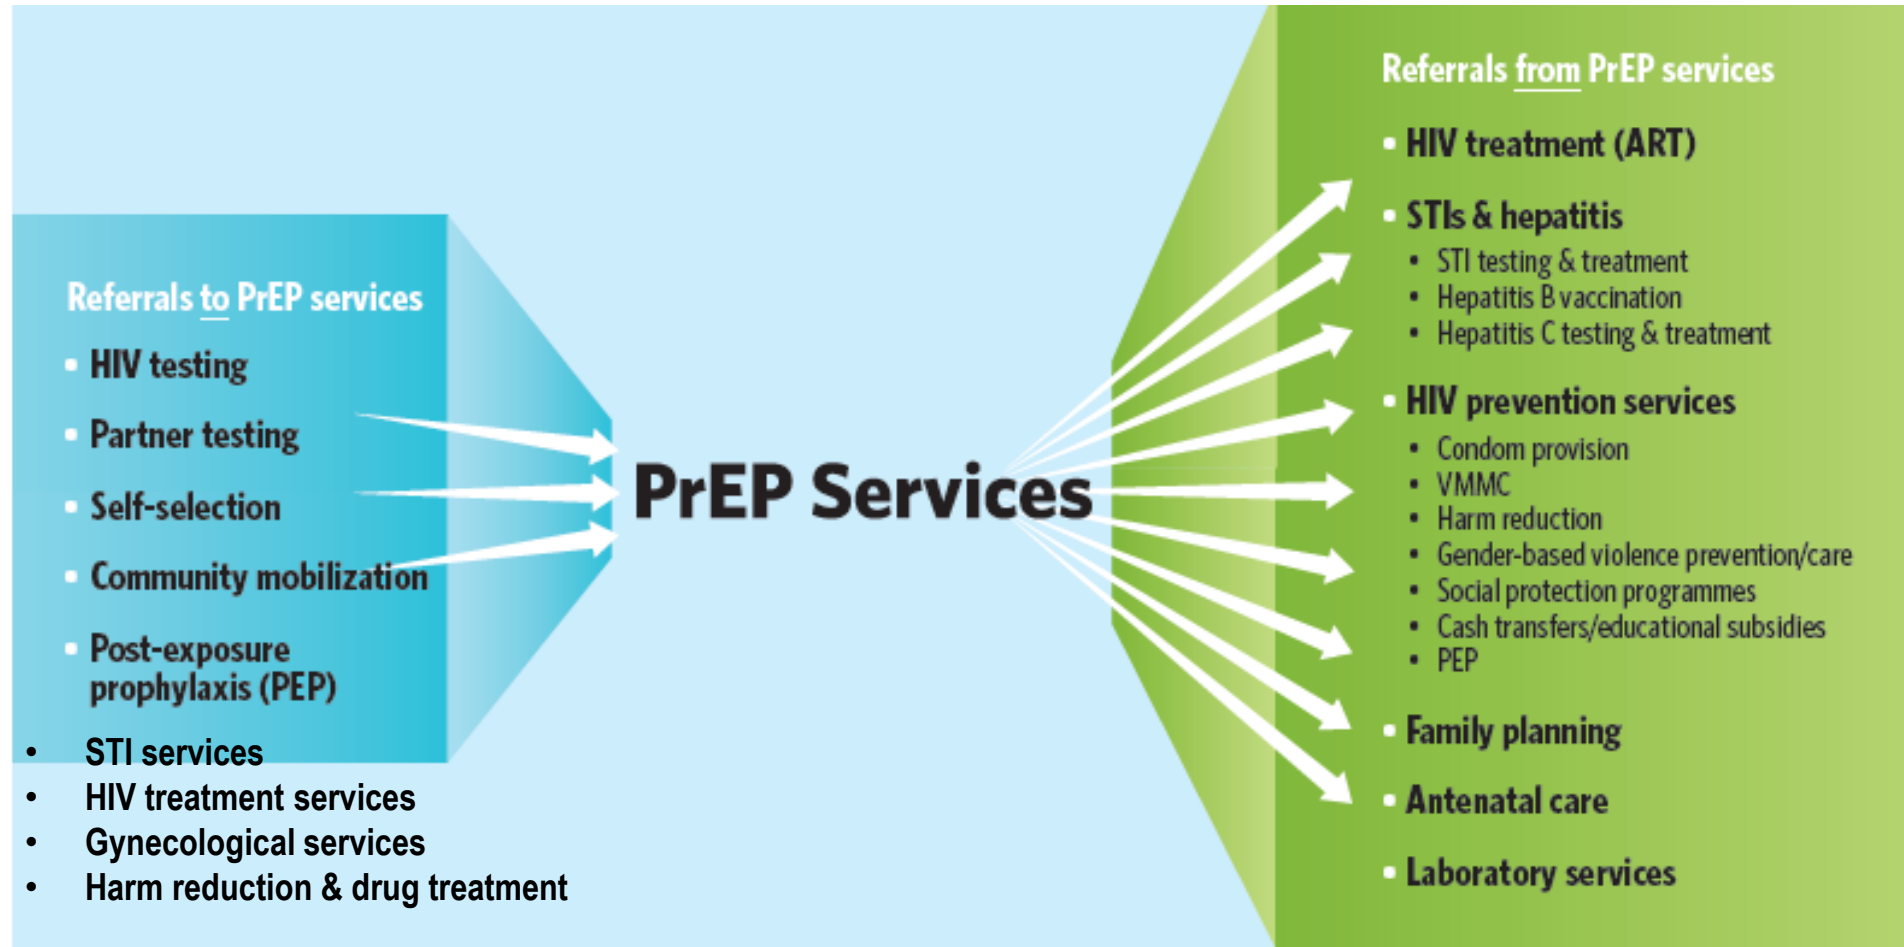 Referrals to PrEP services
• HIV testing
• Partner testing
• Self-selection
• Community mobilization
• Post-exposure
prophylaxis (PEP)
• STI services
• HIV treatment services
• Gynecological services
• Harm reduction & drug treatment
PrEP Services
Referrals from PrEP services
• HIV treatment (ART)
• STIs & hepatitis
• STI testing & treatment
• Hepatitis B vaccination
• Hepatitis C testing & treatment
• HIV prevention services
• Condom provision
• VMMC
• Harm reduction
• Gender-based violence prevention/care
• Social protection programmes
• Cash transfers/educational subsidies
• PEP
• Family planning
• Antenatal care
• Laboratory services